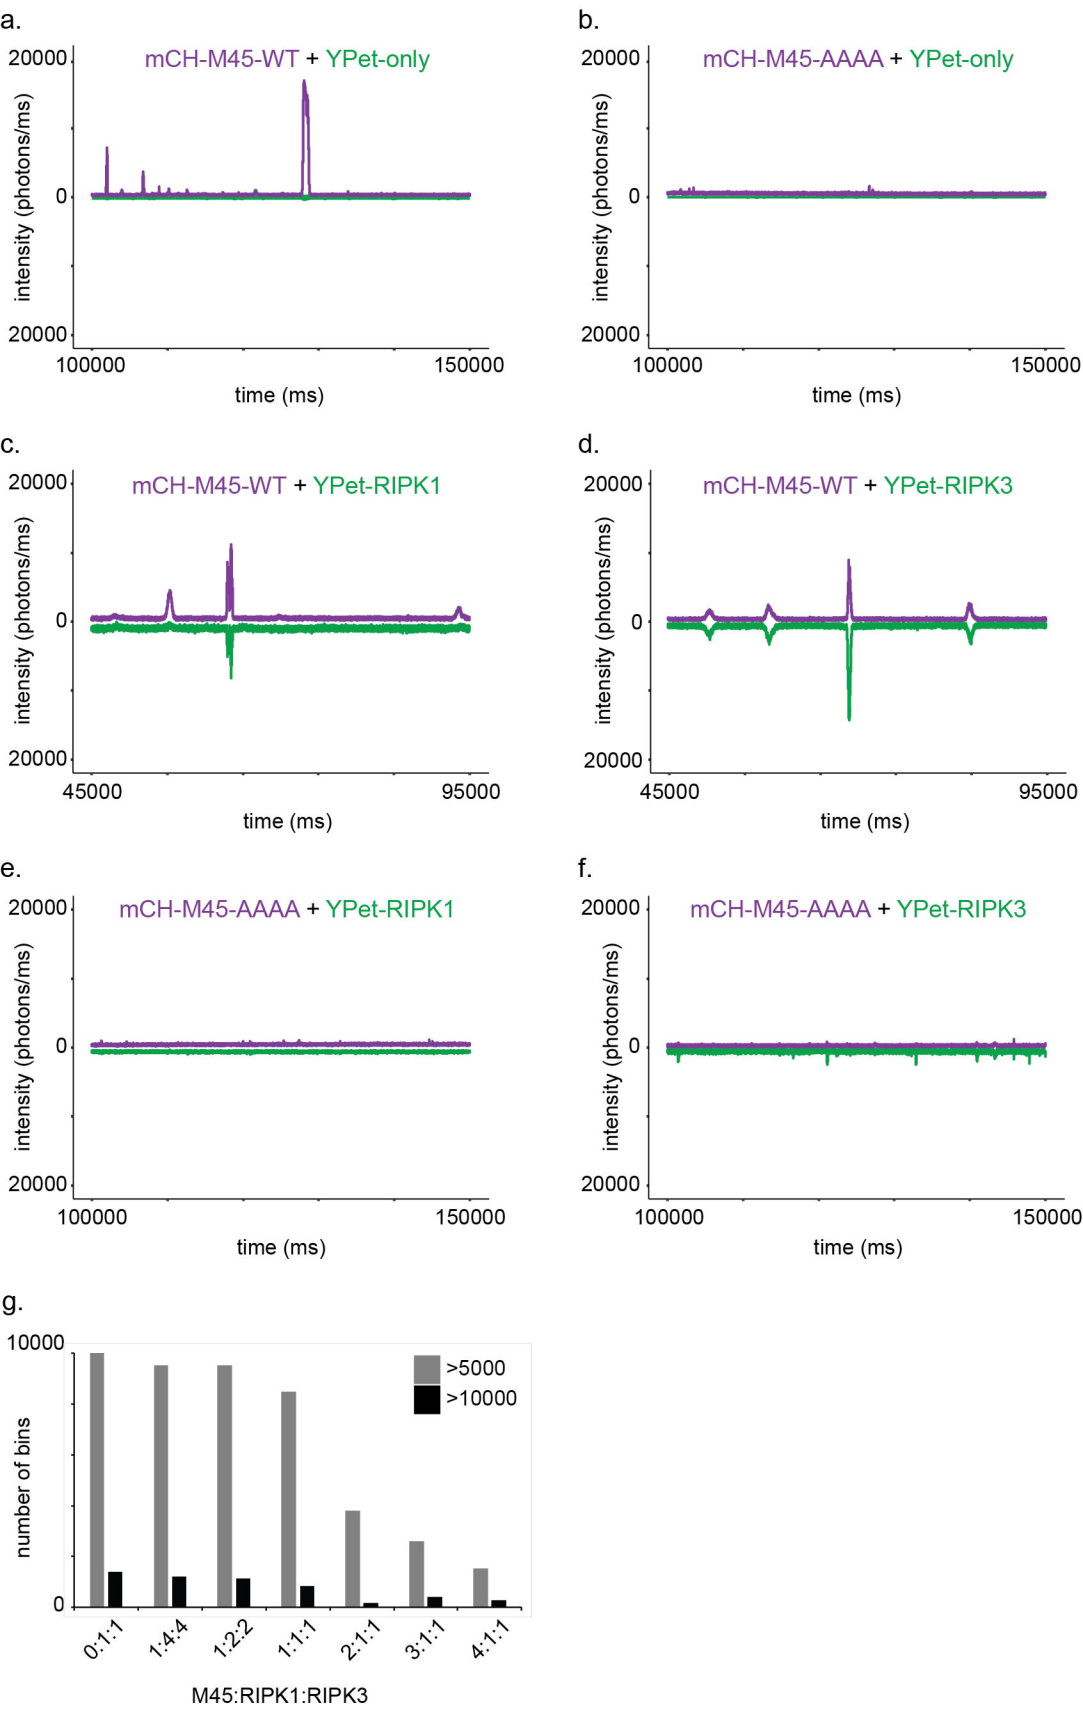 a.
mCH-M45-WT + YPet-only
20000
0
20000
intensity (photons/ms)
100000 150000
time (ms)
b.
mCH-M45-AAAA + YPet-only
20000
0
20000
intensity (photons/ms)
100000 150000
time (ms)
c.
mCH-M45-WT + YPet-RIPK1
20000
0
20000
intensity (photons/ms)
45000 95000
time (ms)
d.
mCH-M45-WT + YPet-RIPK3
20000
0
20000
intensity (photons/ms)
45000 95000
time (ms)
e.
mCH-M45-AAAA + YPet-RIPK1
20000
0
20000
intensity (photons/ms)
100000 150000
time (ms)
f.
mCH-M45-AAAA + YPet-RIPK3
20000
0
20000
intensity (photons/ms)
100000 150000
time (ms)
g.
10000
0
number of bins
>5000
>10000
0:1:1 1:4:4 1:2:2 1:1:1 2:1:1 3:1:1 4:1:1
M45:RIPK1:RIPK3